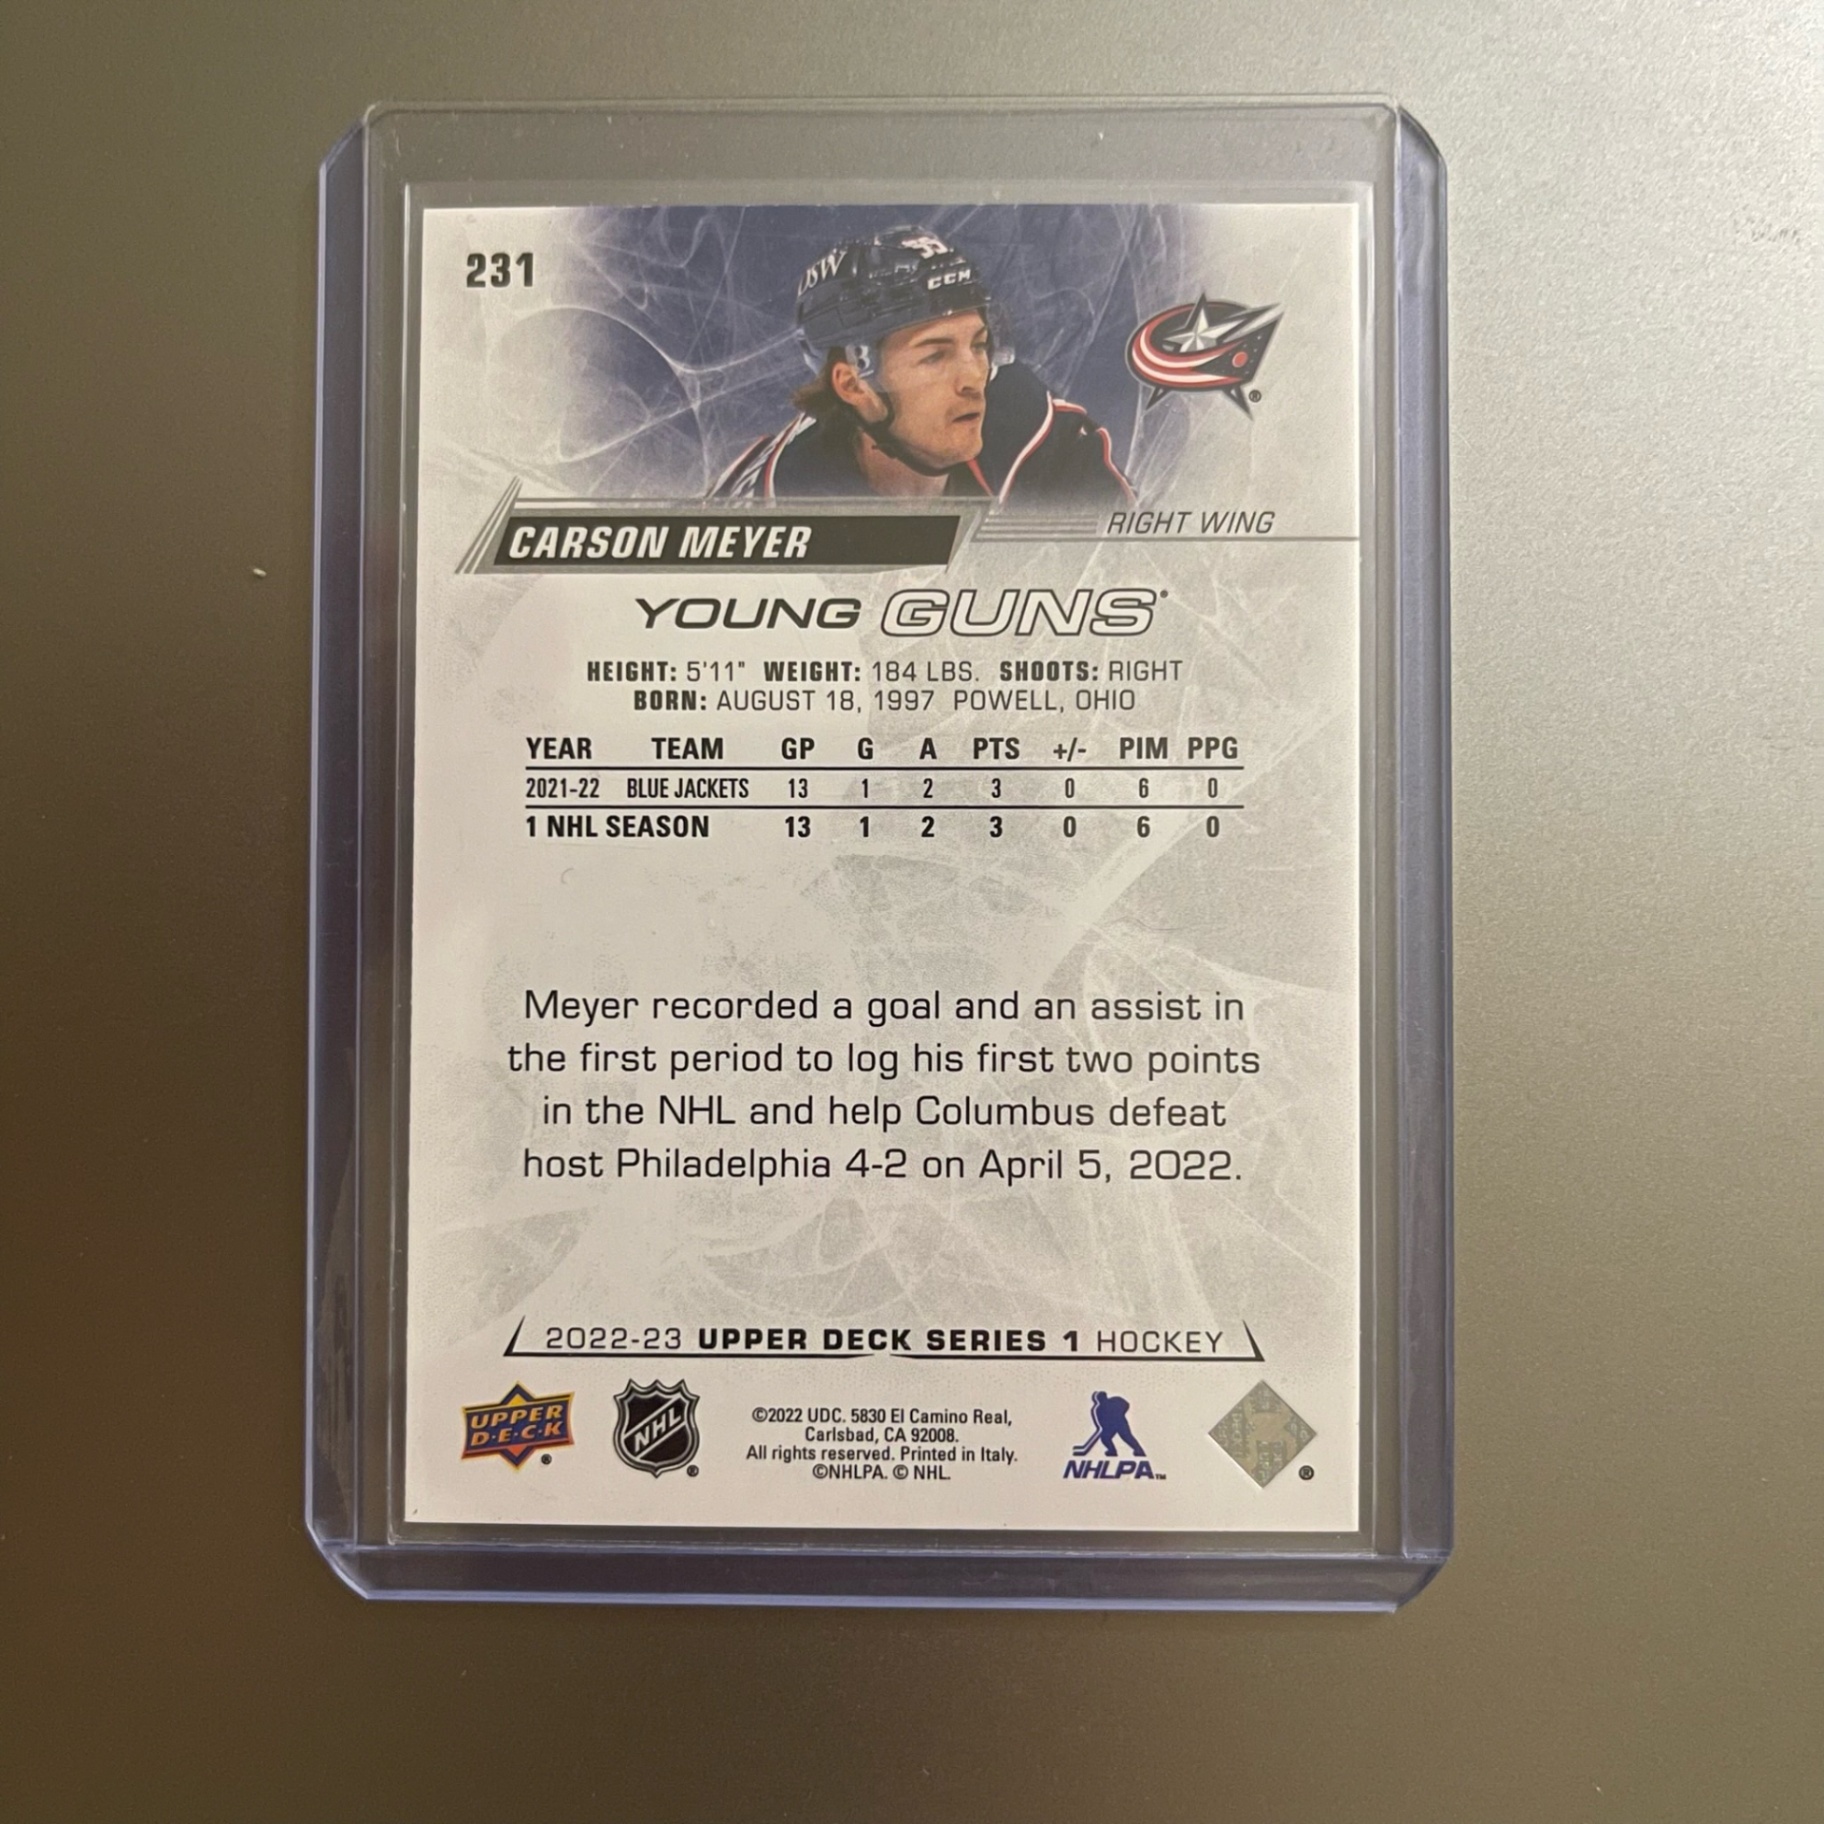 231
JSW
CCM
CARSON MEYER
RIGHT WING
YOUNG GUNS®
HEIGHT: 5'11" WEIGHT: 184 LBS. SHOOTS: RIGHT
BORN: AUGUST 18, 1997 POWELL, OHIO
YEAR TEAM GP G A PTS +/- PIM PPG
2021-22 BLUE JACKETS 13 1 2 3 0 6 0
1 NHL SEASON 13 1 2 3 0 6 0
Meyer recorded a goal and an assist in
the first period to log his first two points
in the NHL and help Columbus defeat
host Philadelphia 4-2 on April 5, 2022.
2022-23 UPPER DECK SERIES 1 HOCKEY
UPPER
D·E·C·K
NHL
©2022 UDC. 5830 El Camino Real,
Carlsbad, CA 92008.
All rights reserved. Printed in Italy.
©NHLPA. © NHL.
NHLPA™